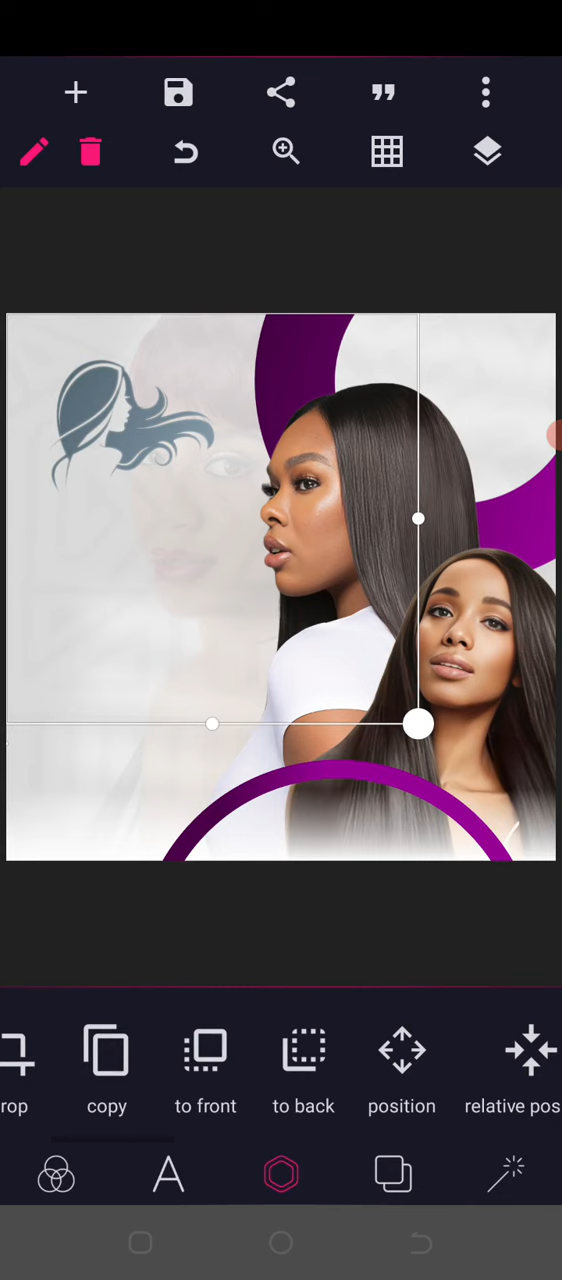 rop
copy
to front
to back
position
relative pos